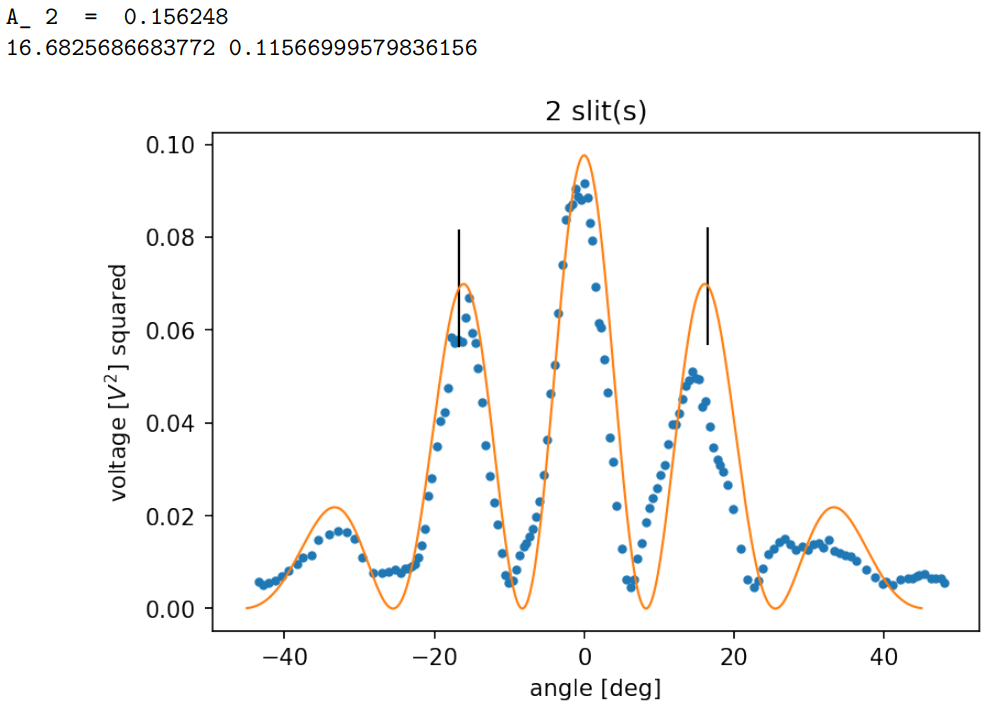 A_ 2 = 0.156248
16.6825686683772 0.11566999579836156
2 slit(s)
voltage [V²] squared
0.10
0.08
0.06
0.04
0.02
0.00
−40 −20 0 20 40
angle [deg]